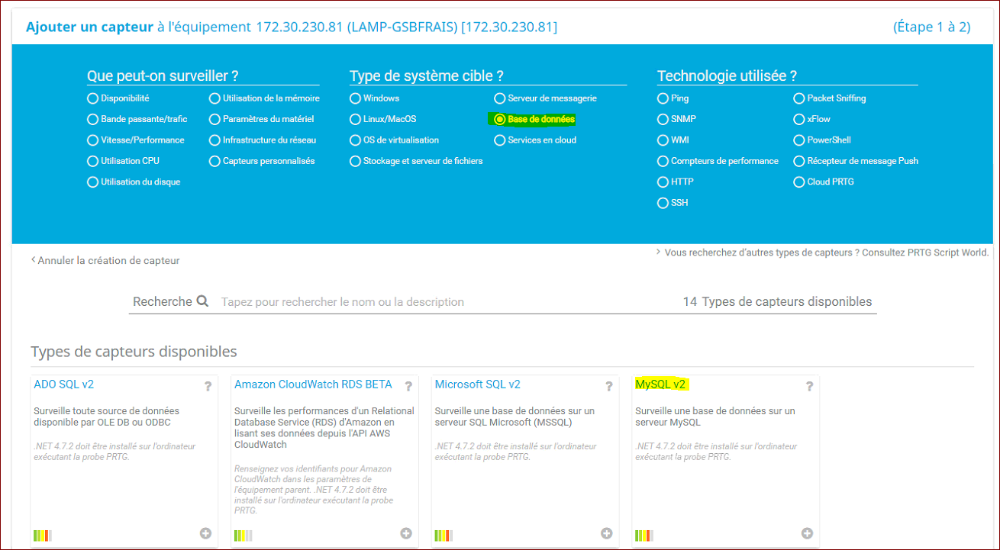 Ajouter un capteur à l'équipement 172.30.230.81 (LAMP-GSBFRAIS) [172.30.230.81]
(Étape 1 à 2)
Que peut-on surveiller ?
Disponibilité
Bande passante/trafic
Vitesse/Performance
Utilisation CPU
Utilisation du disque
Utilisation de la mémoire
Paramètres du matériel
Infrastructure du réseau
Capteurs personnalisés
Type de système cible ?
Windows
Linux/MacOS
OS de virtualisation
Stockage et serveur de fichiers
Serveur de messagerie
Base de données
Services en cloud
Technologie utilisée ?
Ping
SNMP
WMI
Compteurs de performance
HTTP
SSH
Packet Sniffing
xFlow
PowerShell
Récepteur de message Push
Cloud PRTG
Annuler la création de capteur
Vous recherchez d'autres types de capteurs ? Consultez PRTG Script World.
Recherche
Tapez pour rechercher le nom ou la description
14 Types de capteurs disponibles
Types de capteurs disponibles
ADO SQL v2
?
Surveille toute source de données
disponible par OLE DB ou ODBC
.NET 4.7.2 doit être installé sur l'ordinateur
exécutant la probe PRTG.
Amazon CloudWatch RDS BETA
?
Surveille les performances d'un Relational
Database Service (RDS) d'Amazon en
lisant ses données depuis l'API AWS
CloudWatch
Renseignez vos identifiants pour Amazon
CloudWatch dans les paramètres de
l'équipement parent. .NET 4.7.2 doit être
installé sur l'ordinateur exécutant la probe
PRTG.
Microsoft SQL v2
?
Surveille une base de données sur un
serveur SQL Microsoft (MSSQL)
.NET 4.7.2 doit être installé sur l'ordinateur
exécutant la probe PRTG.
MySQL v2
?
Surveille une base de données sur un
serveur MySQL
.NET 4.7.2 doit être installé sur l'ordinateur
exécutant la probe PRTG.